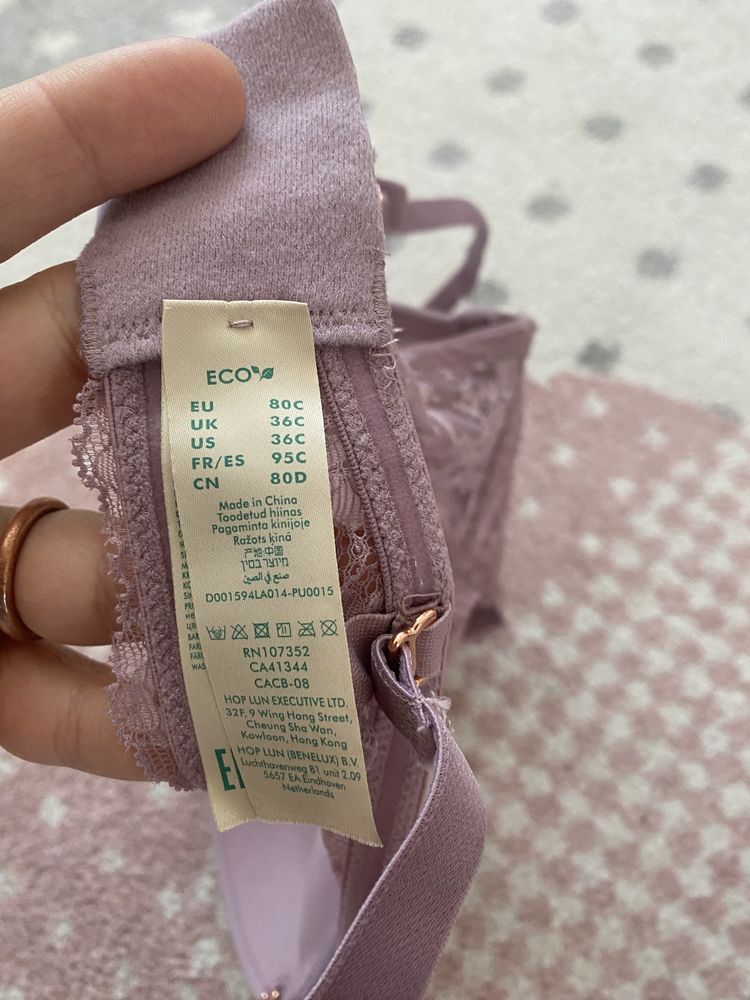 ECO
EU 80C
UK 36C
US 36C
FR/ES 95C
CN 80D
Made in China
Toodetud hiinas
Pagaminta kinijoje
Ražots ķīnā
产地:中国
מיוצר בסין
صنع في الصين
D001594LA014-PU0015
RN107352
CA41344
CACB-08
HOP LUN EXECUTIVE LTD.
32F, 9 Wing Hong Street,
Cheung Sha Wan,
Kowloon, Hong Kong
HOP LUN (BENELUX) B.V.
Luchthavenweg 81 unit 2.09
5657 EA Eindhoven
Netherlands